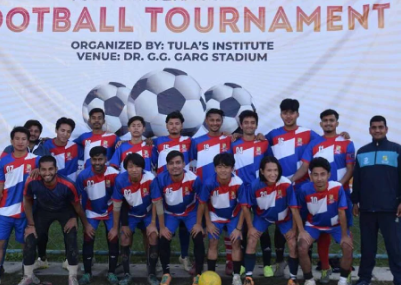 OOTBALL TOURNAMENT
ORGANIZED BY: TULA'S INSTITUTE
VENUE: DR. G.G. GARG STADIUM